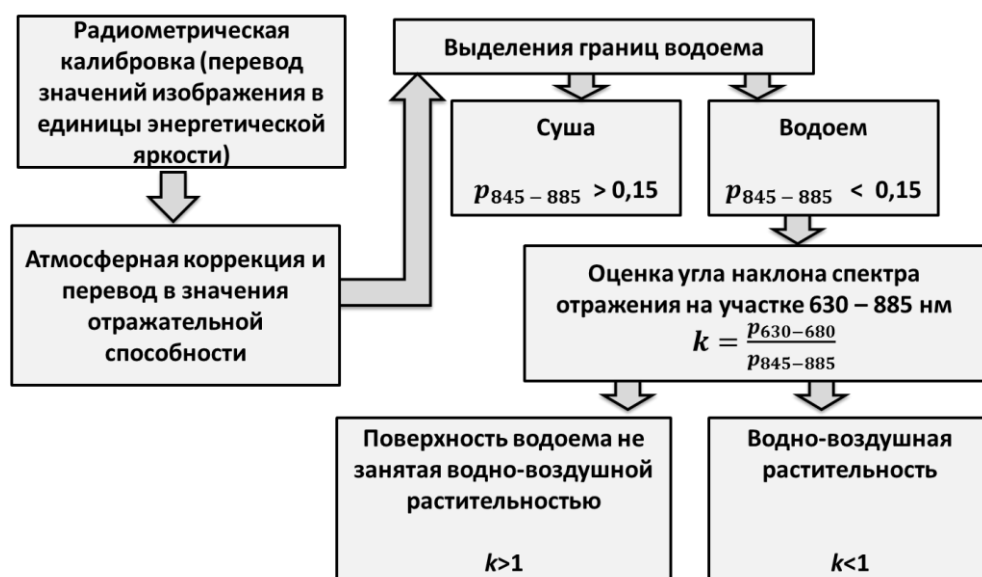 Радиометрическая
калибровка (перевод
значений изображения в
единицы энергетической
яркости)
Атмосферная коррекция и
перевод в значения
отражательной
способности
Выделения границ водоема
Суша
p₈₄₅ ₋ ₈₈₅ > 0,15
Водоем
p₈₄₅ ₋ ₈₈₅ < 0,15
Оценка угла наклона спектра
отражения на участке 630 – 885 нм
k = p₆₃₀₋₆₈₀ / p₈₄₅₋₈₈₅
Поверхность водоема не
занятая водно-воздушной
растительностью
k>1
Водно-воздушная
растительность
k<1